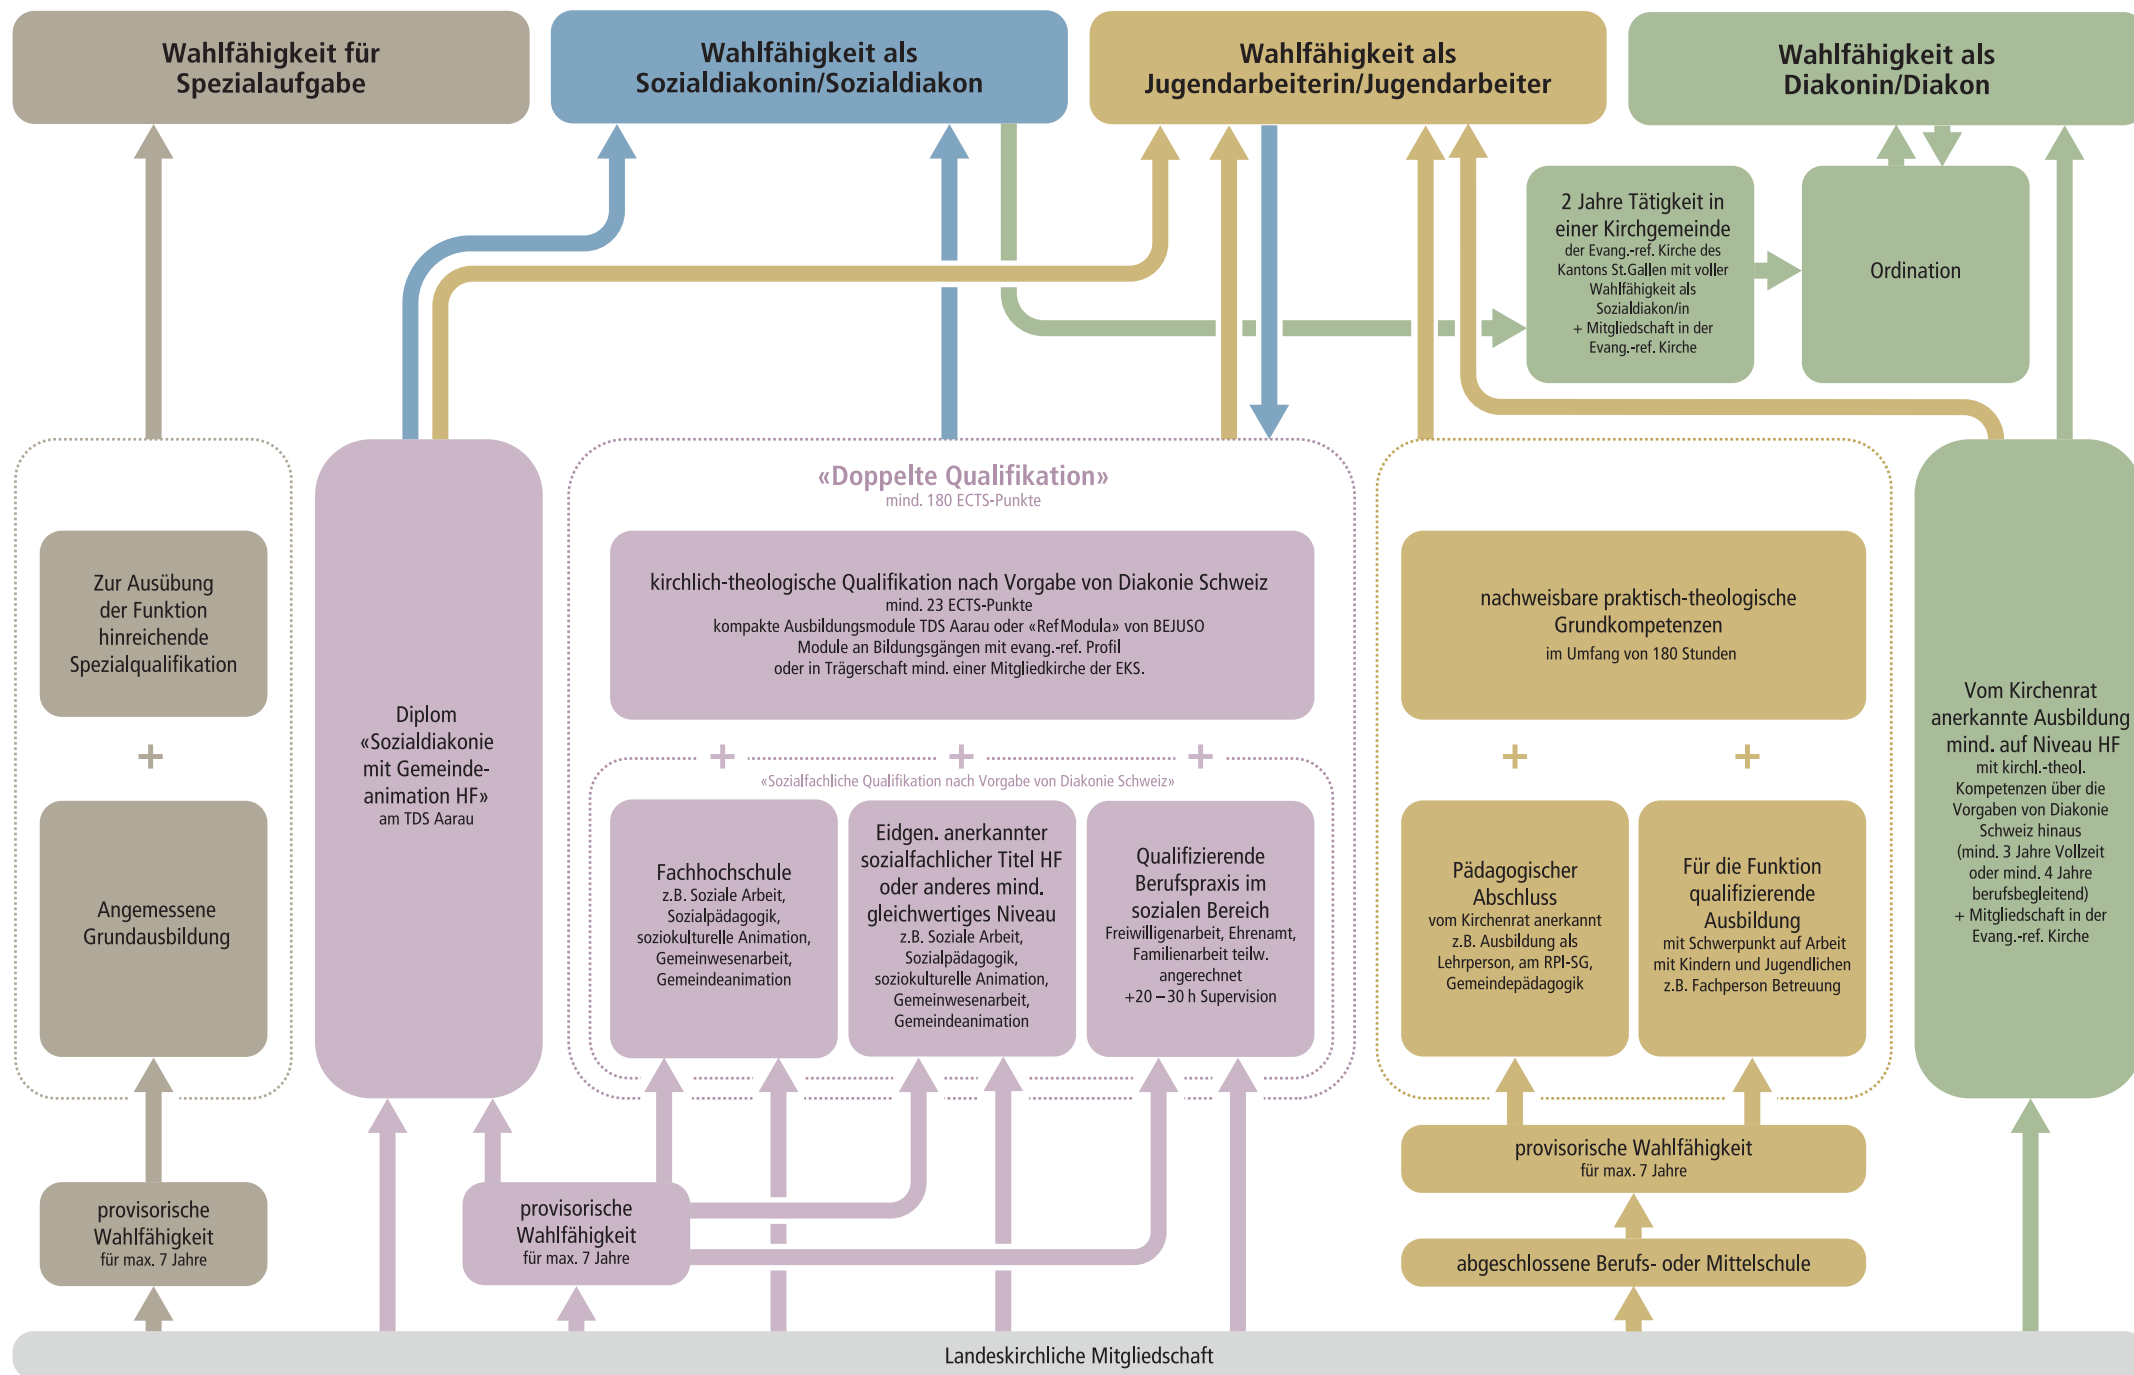 Wahlfähigkeit für
Spezialaufgabe
Wahlfähigkeit als
Sozialdiakonin/Sozialdiakon
Wahlfähigkeit als
Jugendarbeiterin/Jugendarbeiter
Wahlfähigkeit als
Diakonin/Diakon
2 Jahre Tätigkeit in
einer Kirchgemeinde
der Evang.-ref. Kirche des
Kantons St.Gallen mit voller
Wahlfähigkeit als
Sozialdiakon/in
+ Mitgliedschaft in der
Evang.-ref. Kirche
Ordination
Zur Ausübung
der Funktion
hinreichende
Spezialqualifikation
+
Angemessene
Grundausbildung
provisorische
Wahlfähigkeit
für max. 7 Jahre
Diplom
«Sozialdiakonie
mit Gemeinde-
animation HF»
am TDS Aarau
«Doppelte Qualifikation»
mind. 180 ECTS-Punkte
kirchlich-theologische Qualifikation nach Vorgabe von Diakonie Schweiz
mind. 23 ECTS-Punkte
kompakte Ausbildungsmodule TDS Aarau oder «RefModula» von BEJUSO
Module an Bildungsgängen mit evang.-ref. Profil
oder in Trägerschaft mind. einer Mitgliedkirche der EKS.
+ + +
«Sozialfachliche Qualifikation nach Vorgabe von Diakonie Schweiz»
Fachhochschule
z.B. Soziale Arbeit,
Sozialpädagogik,
soziokulturelle Animation,
Gemeinwesenarbeit,
Gemeindeanimation
Eidgen. anerkannter
sozialfachlicher Titel HF
oder anderes mind.
gleichwertiges Niveau
z.B. Soziale Arbeit,
Sozialpädagogik,
soziokulturelle Animation,
Gemeinwesenarbeit,
Gemeindeanimation
Qualifizierende
Berufspraxis im
sozialen Bereich
Freiwilligenarbeit, Ehrenamt,
Familienarbeit teilw.
angerechnet
+20 – 30 h Supervision
provisorische
Wahlfähigkeit
für max. 7 Jahre
nachweisbare praktisch-theologische
Grundkompetenzen
im Umfang von 180 Stunden
+ +
Pädagogischer
Abschluss
vom Kirchenrat anerkannt
z.B. Ausbildung als
Lehrperson, am RPI-SG,
Gemeindepädagogik
Für die Funktion
qualifizierende
Ausbildung
mit Schwerpunkt auf Arbeit
mit Kindern und Jugendlichen
z.B. Fachperson Betreuung
provisorische Wahlfähigkeit
für max. 7 Jahre
abgeschlossene Berufs- oder Mittelschule
Vom Kirchenrat
anerkannte Ausbildung
mind. auf Niveau HF
mit kirchl.-theol.
Kompetenzen über die
Vorgaben von Diakonie
Schweiz hinaus
(mind. 3 Jahre Vollzeit
oder mind. 4 Jahre
berufsbegleitend)
+ Mitgliedschaft in der
Evang.-ref. Kirche
Landeskirchliche Mitgliedschaft